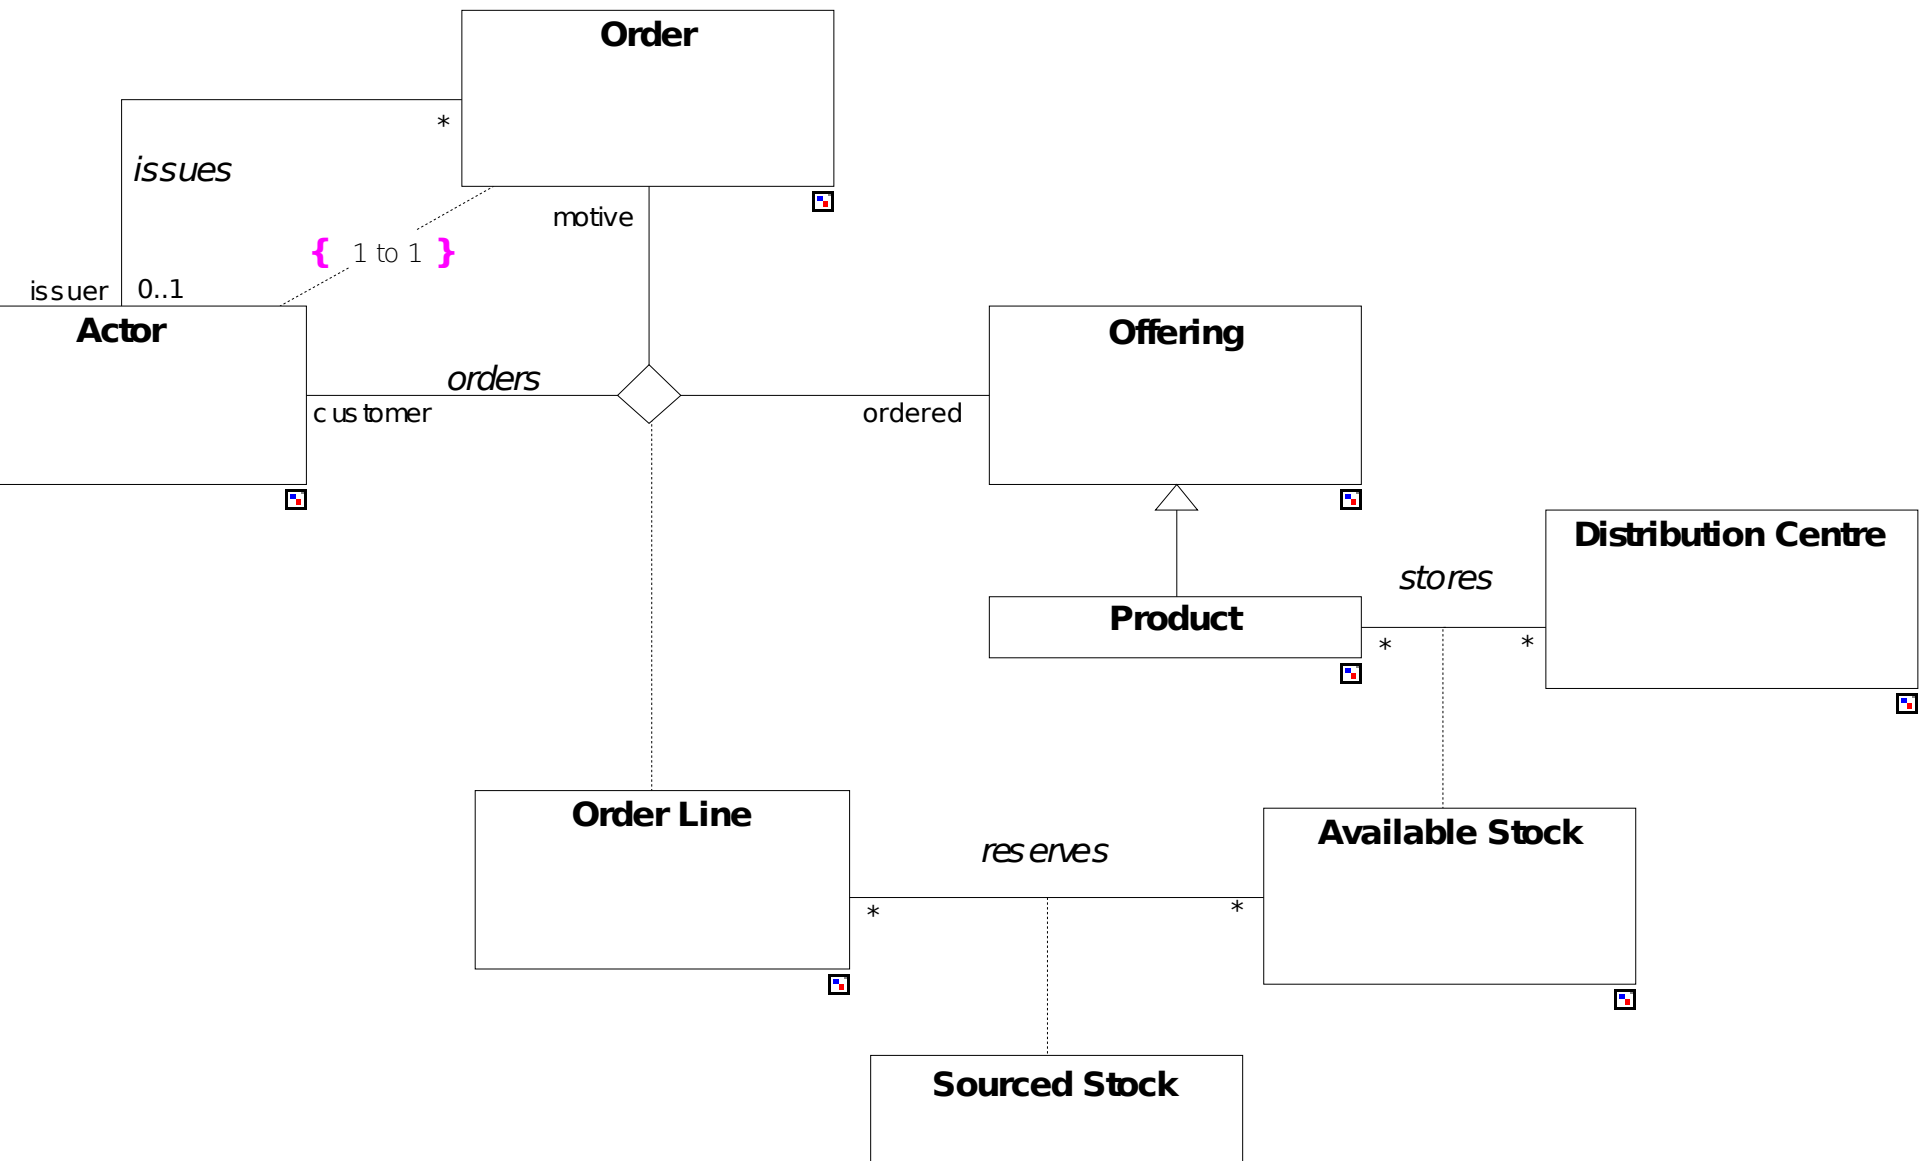 Order
*
issues
motive
{ 1 to 1 }
issuer 0..1
Actor
Offering
orders
customer
ordered
Distribution Centre
stores
Product
* *
Order Line
Available Stock
reserves
* *
Sourced Stock